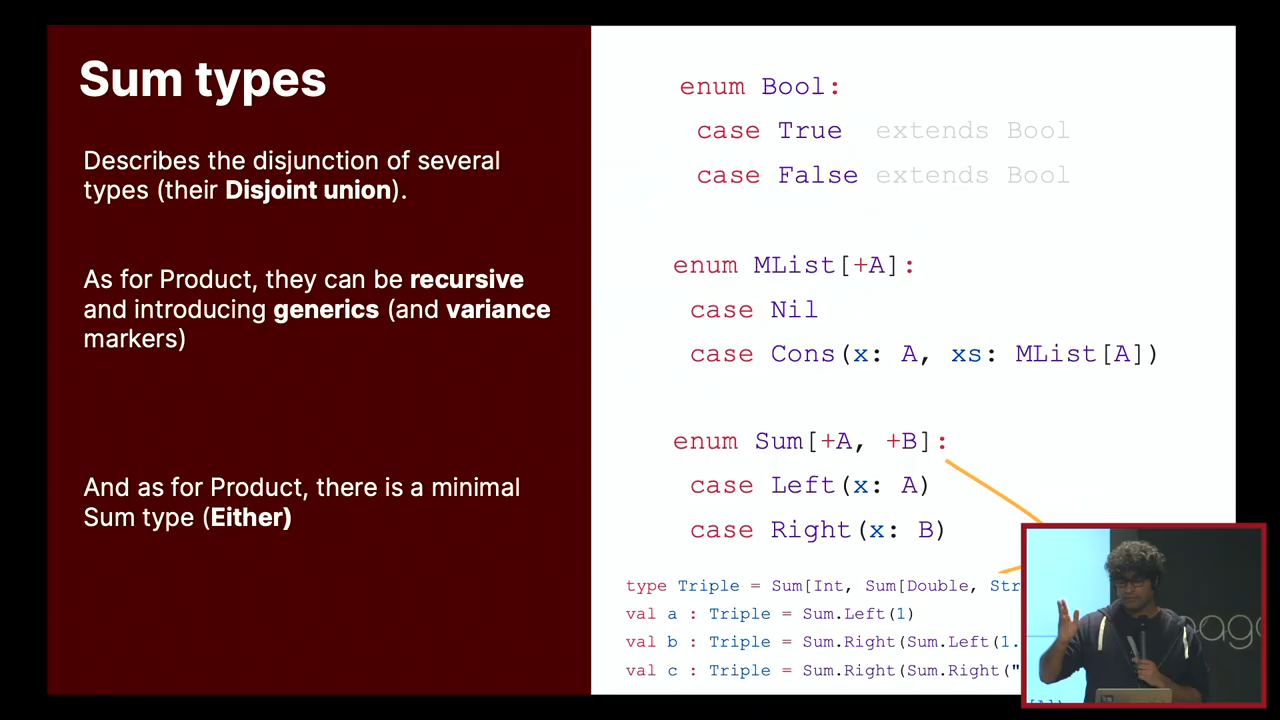 Sum types
Describes the disjunction of several
types (their Disjoint union).
As for Product, they can be recursive
and introducing generics (and variance
markers)
And as for Product, there is a minimal
Sum type (Either)
enum Bool:
case True extends Bool
case False extends Bool
enum MList[+A]:
case Nil
case Cons(x: A, xs: MList[A])
enum Sum[+A, +B]:
case Left(x: A)
case Right(x: B)
type Triple = Sum[Int, Sum[Double, Str
val a : Triple = Sum.Left(1)
val b : Triple = Sum.Right(Sum.Left(1.
val c : Triple = Sum.Right(Sum.Right("